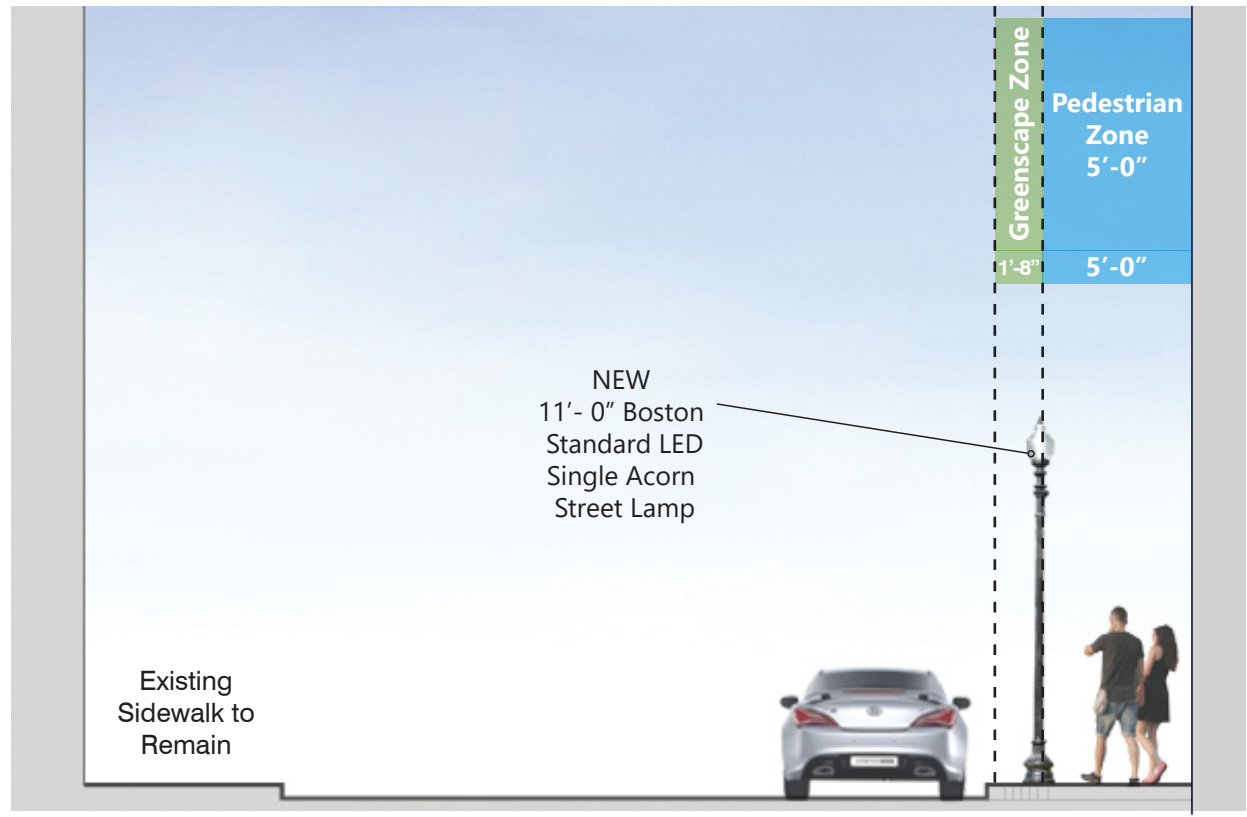 Greenscape Zone
1’-8”
Pedestrian
Zone
5’-0”
5’-0”
NEW
11’- 0” Boston
Standard LED
Single Acorn
Street Lamp
Existing
Sidewalk to
Remain